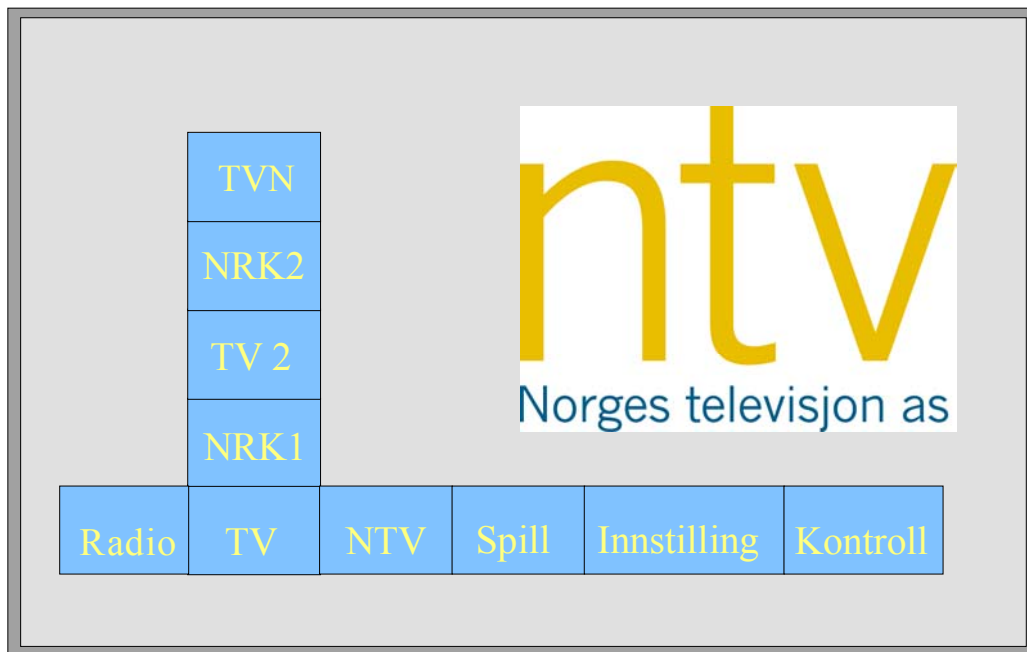 TVN
NRK2
TV 2
NRK1
ntv
Norges televisjon as
Radio TV NTV Spill Innstilling Kontroll